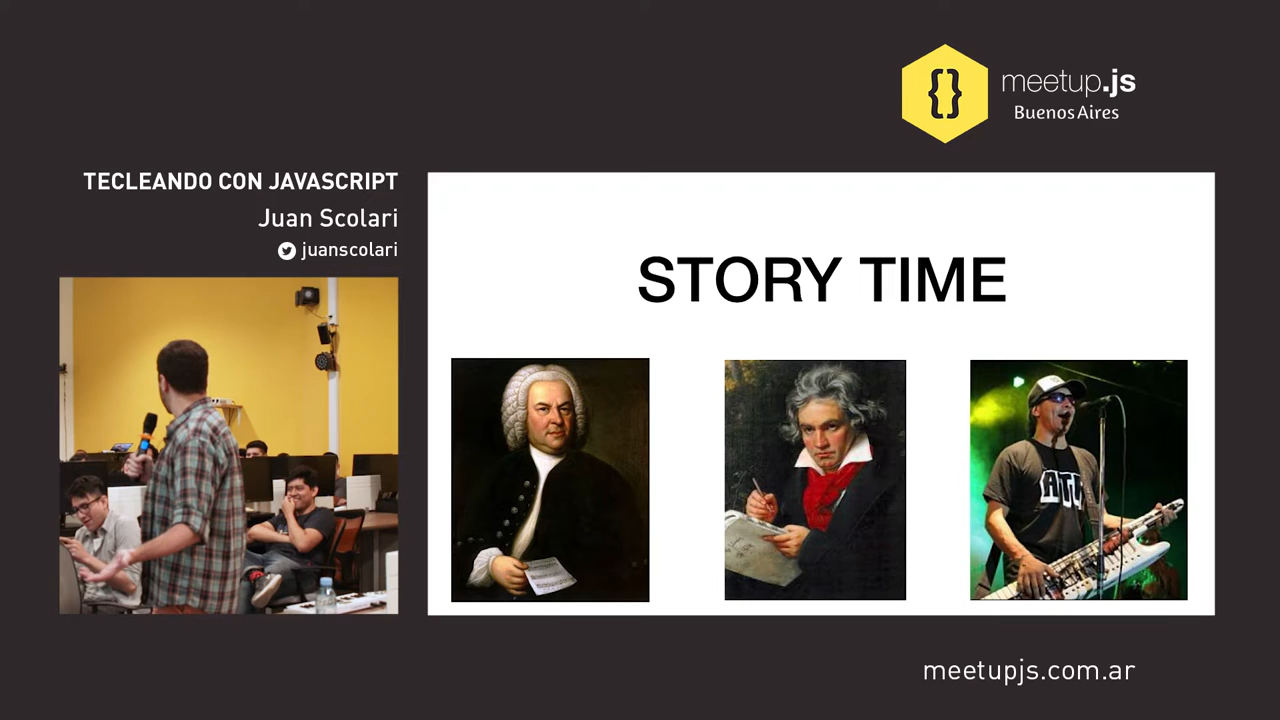 {}
meetup.js
Buenos Aires
TECLEANDO CON JAVASCRIPT
Juan Scolari
juanscolari
STORY TIME
meetupjs.com.ar